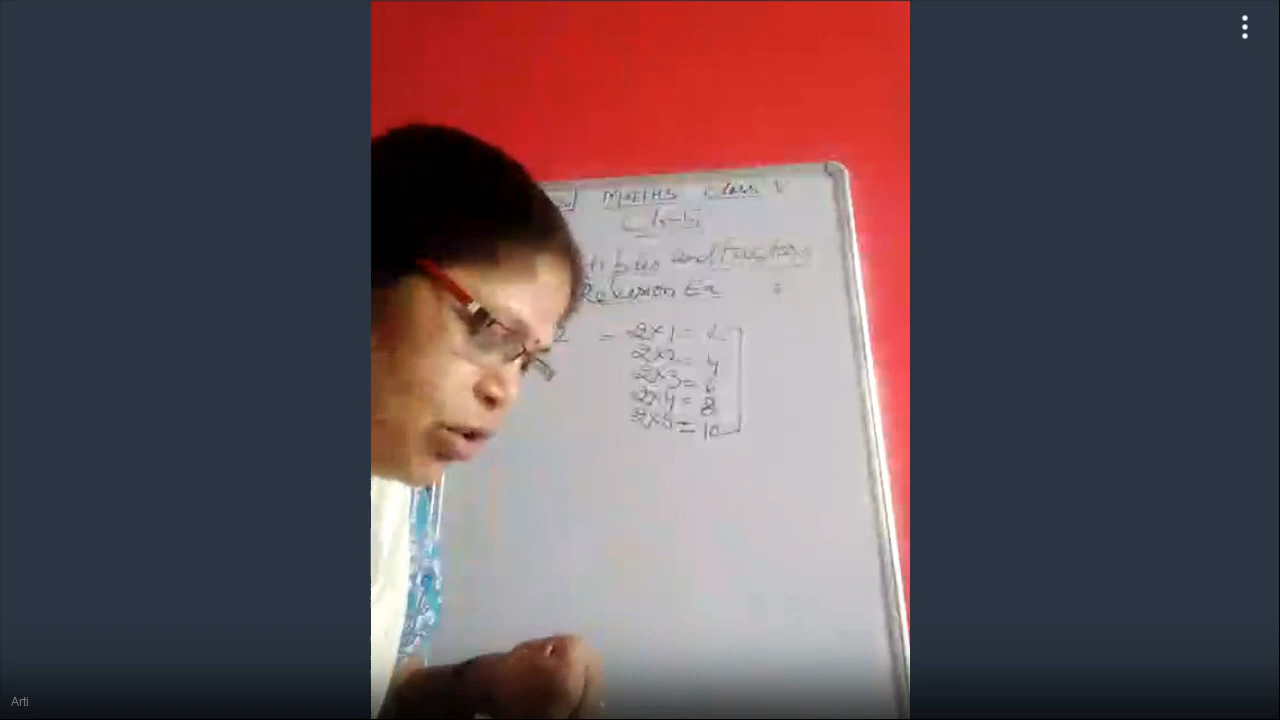 MATHS Class V
Ch-5
and Factors
Revision Ex
2 - 2×1 = 2
2×2 = 4
2×3 = 6
2×4 = 8
2×5 = 10
Arti